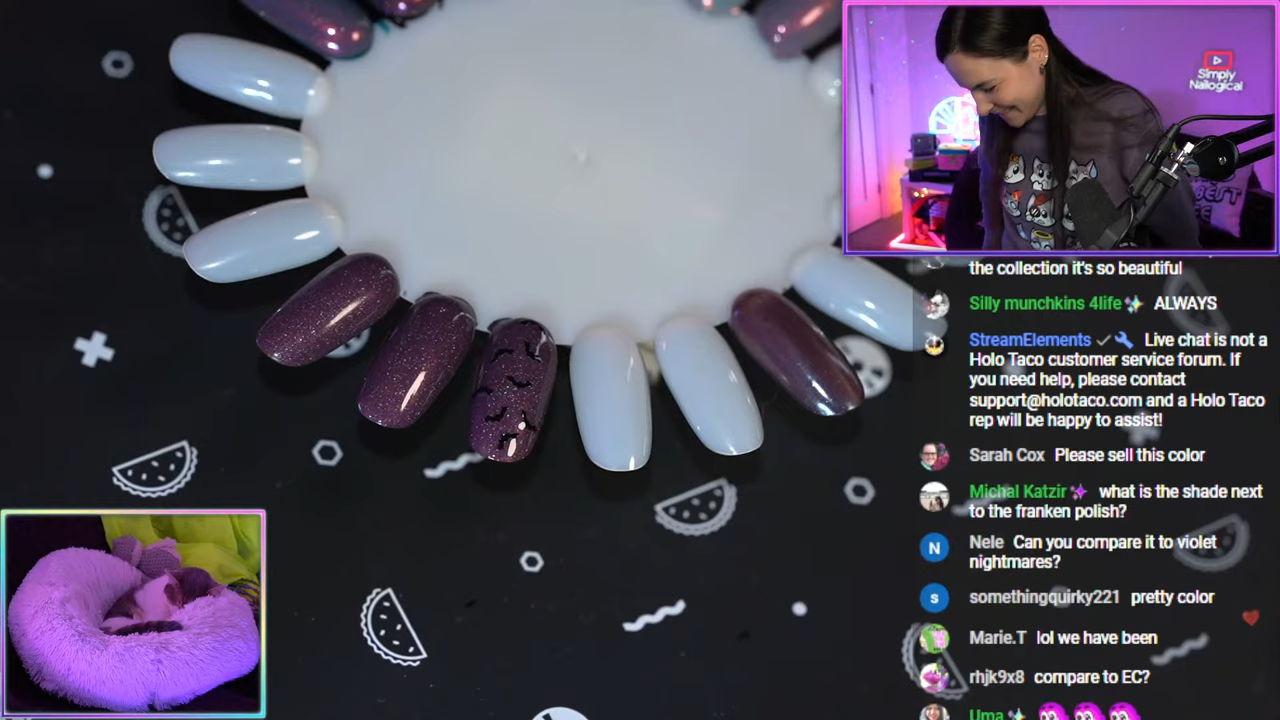 Simply
Nailogical
BEST
the collection it's so beautiful
Silly munchkins 4life ALWAYS
StreamElements Live chat is not a
Holo Taco customer service forum. If
you need help, please contact
support@holotaco.com and a Holo Taco
rep will be happy to assist!
Sarah Cox Please sell this color
Michal Katzir what is the shade next
to the franken polish?
N Nele Can you compare it to violet
nightmares?
s somethingquirky221 pretty color
Marie.T lol we have been
rhjk9x8 compare to EC?
Uma